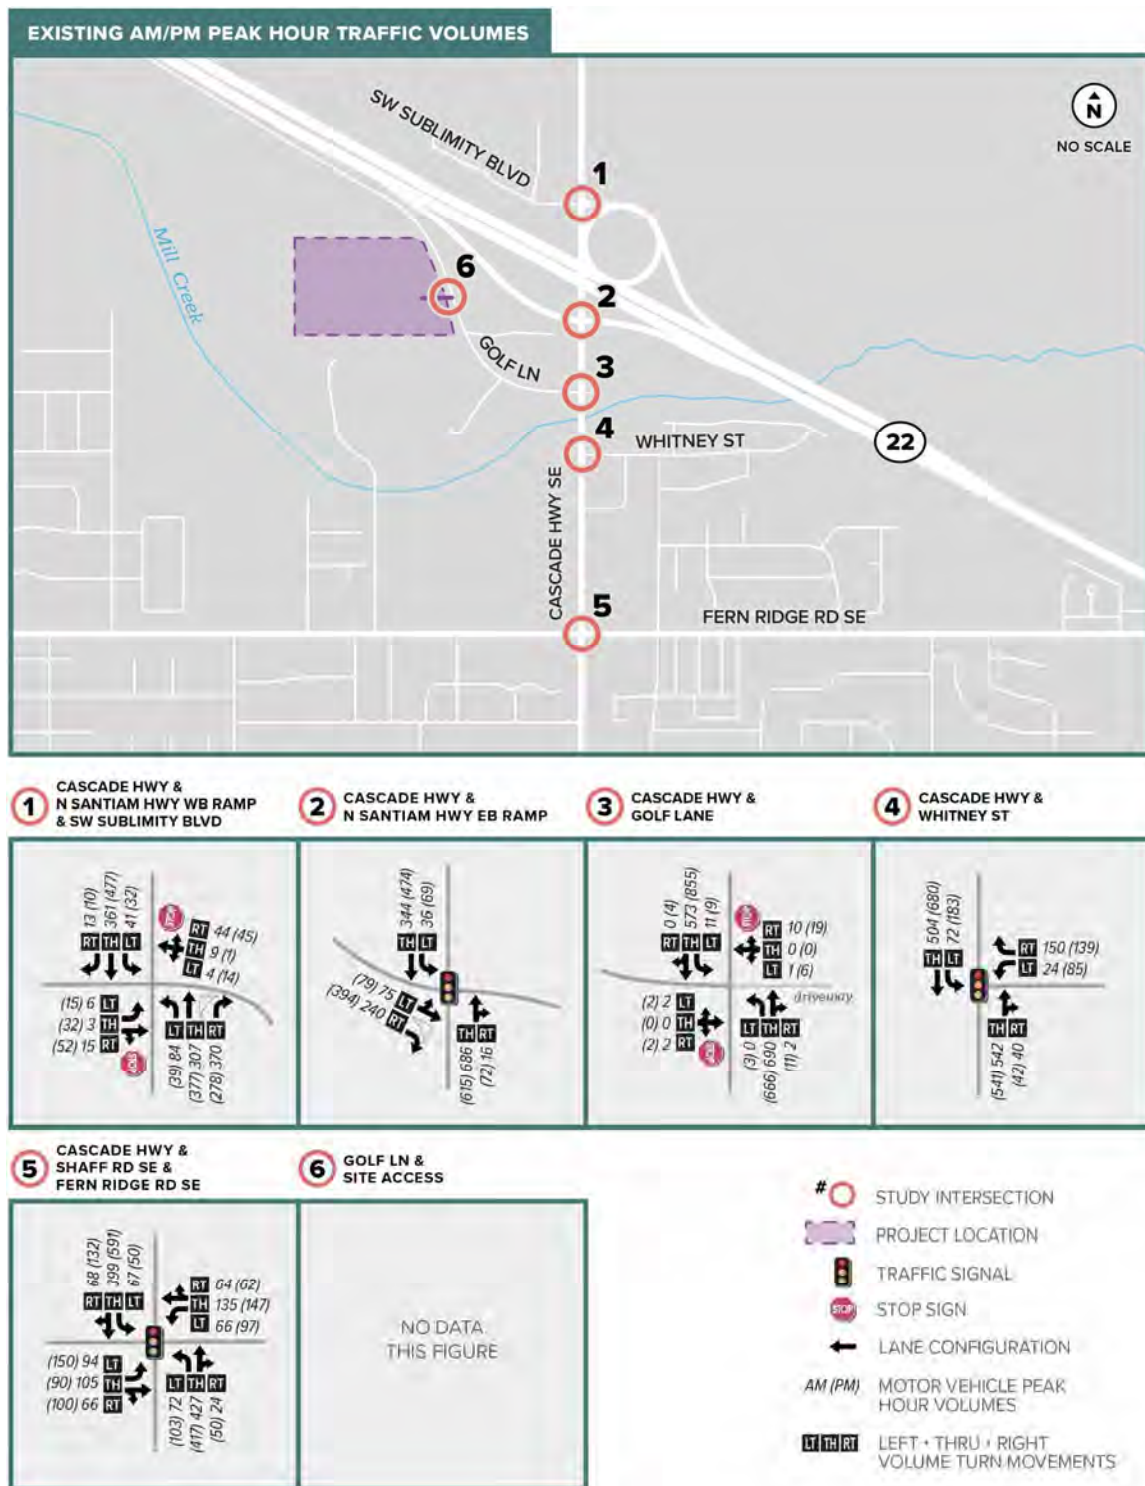 EXISTING AM/PM PEAK HOUR TRAFFIC VOLUMES
N
NO SCALE
SW SUBLIMITY BLVD
1
Mill Creek
6
2
GOLF LN
3
4
WHITNEY ST
22
CASCADE HWY SE
5
FERN RIDGE RD SE
1
CASCADE HWY &
N SANTIAM HWY WB RAMP
& SW SUBLIMITY BLVD
13 (10)
361 (477)
41 (32)
RT TH LT
STOP
RT 44 (45)
TH 9 (1)
LT 4 (14)
(15) 6 LT
(32) 3 TH
(52) 15 RT
STOP
LT TH RT
(39) 84
(377) 307
(278) 370
2
CASCADE HWY &
N SANTIAM HWY EB RAMP
344 (474)
36 (69)
TH LT
(79) 75 LT
(394) 240 RT
TH RT
(615) 686
(72) 16
3
CASCADE HWY &
GOLF LANE
0 (4)
573 (855)
11 (9)
RT TH LT
STOP
RT 10 (19)
TH 0 (0)
LT 1 (6)
driveway
(2) 2 LT
(0) 0 TH
(2) 2 RT
STOP
LT TH RT
(3) 0
(666) 690
(11) 2
4
CASCADE HWY &
WHITNEY ST
504 (680)
72 (183)
TH LT
RT 150 (139)
LT 24 (85)
TH RT
(541) 542
(42) 40
5
CASCADE HWY &
SHAFF RD SE &
FERN RIDGE RD SE
68 (132)
399 (591)
67 (50)
RT TH LT
RT 64 (62)
TH 135 (147)
LT 66 (97)
(150) 94 LT
(90) 105 TH
(100) 66 RT
LT TH RT
(103) 72
(417) 427
(50) 24
6
GOLF LN &
SITE ACCESS
NO DATA
THIS FIGURE
# STUDY INTERSECTION
PROJECT LOCATION
TRAFFIC SIGNAL
STOP STOP SIGN
LANE CONFIGURATION
AM (PM) MOTOR VEHICLE PEAK
HOUR VOLUMES
LT TH RT LEFT • THRU • RIGHT
VOLUME TURN MOVEMENTS